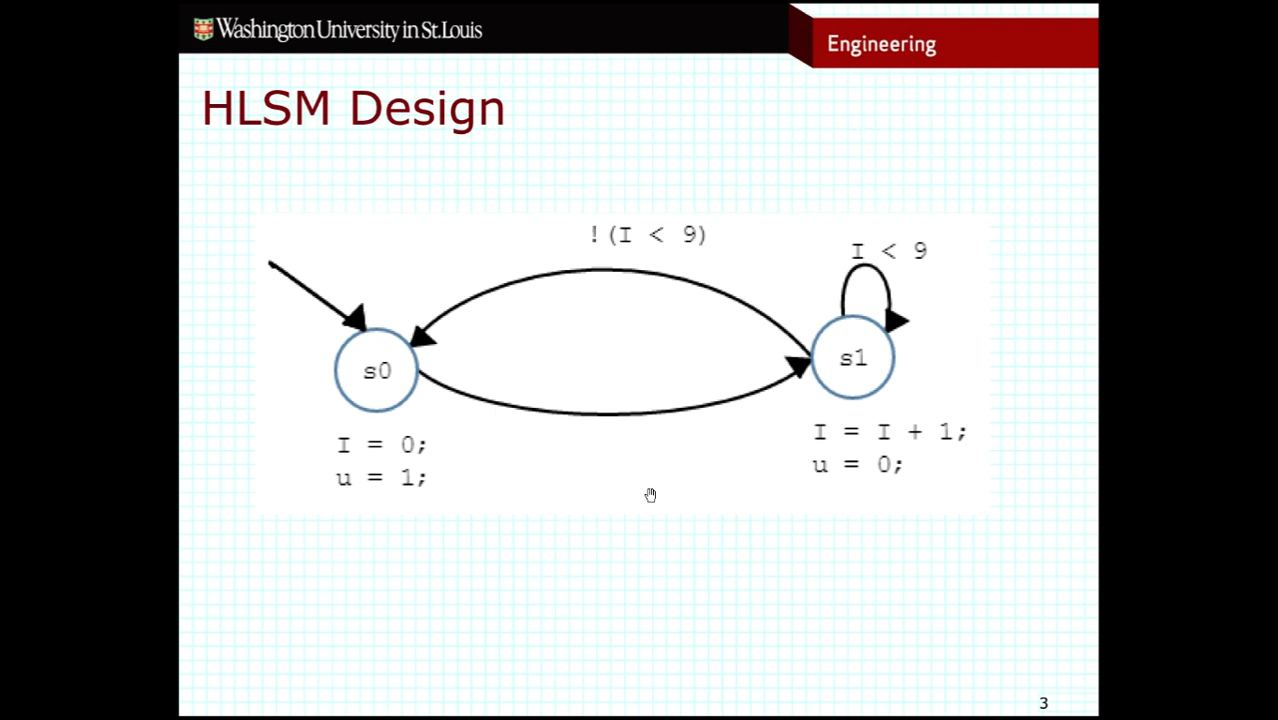 Washington University in St.Louis
Engineering
HLSM Design
!(I < 9)
I < 9
s0
s1
I = 0;
u = 1;
I = I + 1;
u = 0;
3